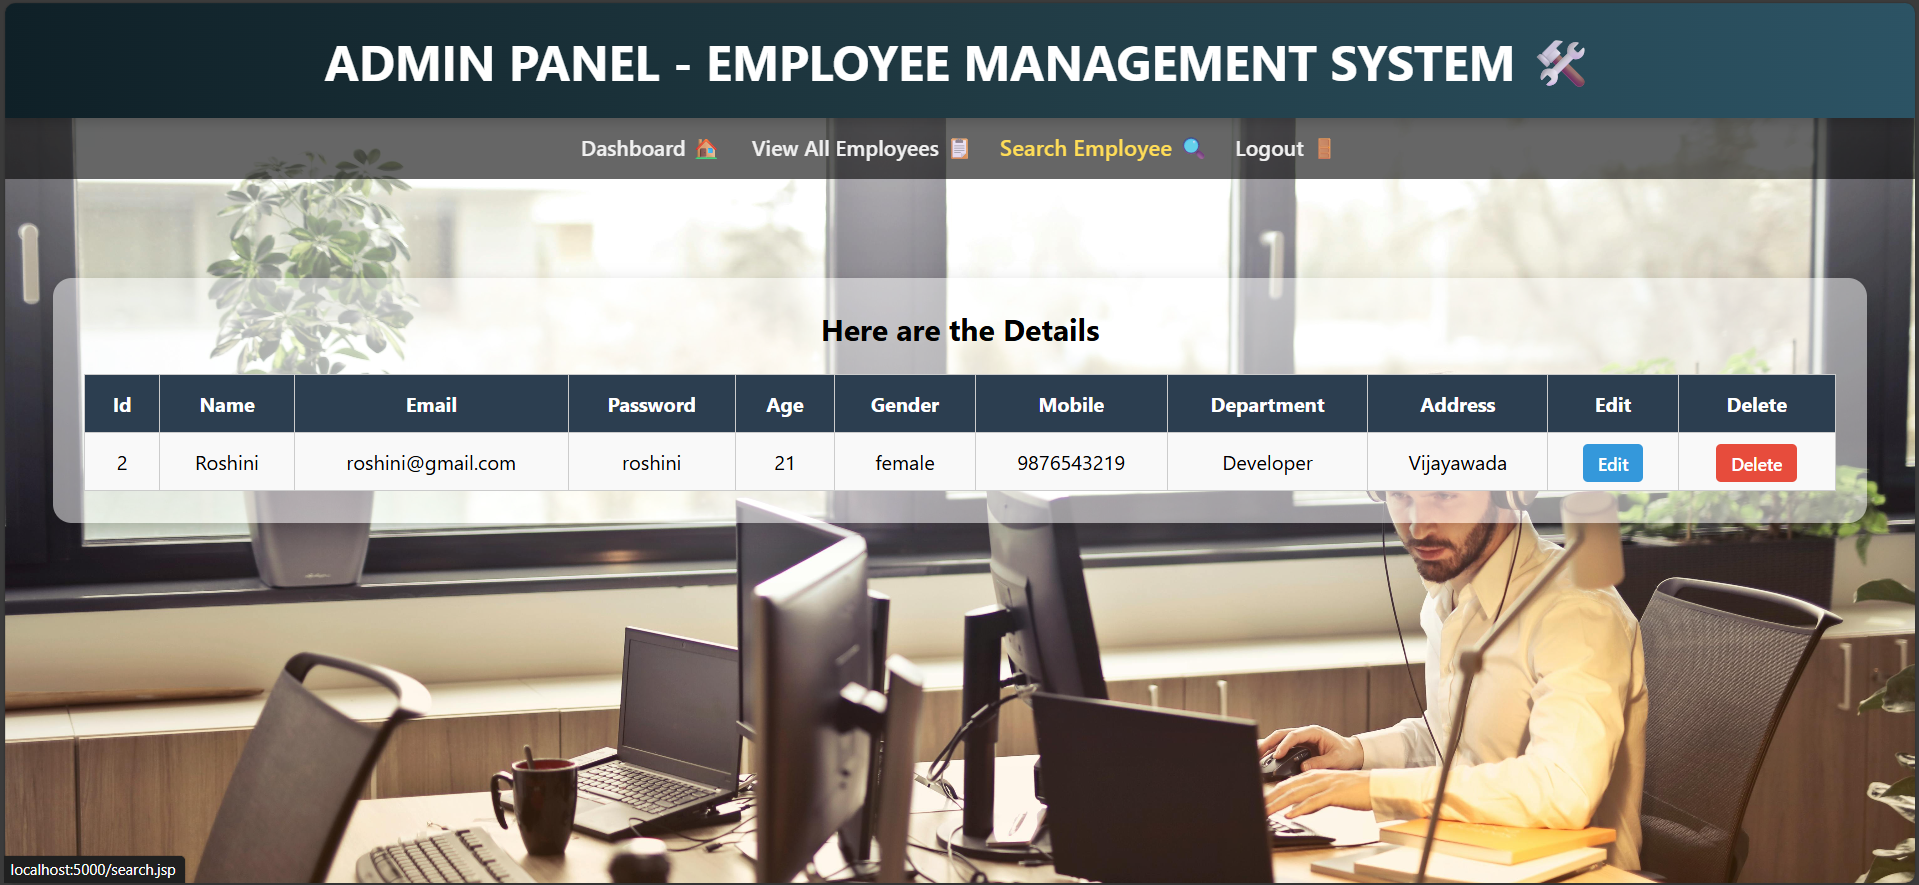 ADMIN PANEL - EMPLOYEE MANAGEMENT SYSTEM 🛠️
Dashboard 🏠 View All Employees 📋 Search Employee 🔍 Logout 🚪
Here are the Details
Id Name Email Password Age Gender Mobile Department Address Edit Delete
2 Roshini roshini@gmail.com roshini 21 female 9876543219 Developer Vijayawada Edit Delete
localhost:5000/search.jsp